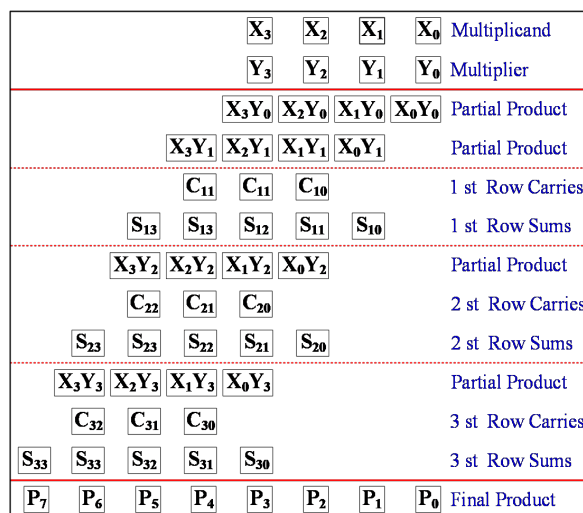 X₃ X₂ X₁ X₀ Multiplicand
Y₃ Y₂ Y₁ Y₀ Multiplier
X₃Y₀ X₂Y₀ X₁Y₀ X₀Y₀ Partial Product
X₃Y₁ X₂Y₁ X₁Y₁ X₀Y₁ Partial Product
C₁₁ C₁₁ C₁₀ 1 st Row Carries
S₁₃ S₁₃ S₁₂ S₁₁ S₁₀ 1 st Row Sums
X₃Y₂ X₂Y₂ X₁Y₂ X₀Y₂ Partial Product
C₂₂ C₂₁ C₂₀ 2 st Row Carries
S₂₃ S₂₃ S₂₂ S₂₁ S₂₀ 2 st Row Sums
X₃Y₃ X₂Y₃ X₁Y₃ X₀Y₃ Partial Product
C₃₂ C₃₁ C₃₀ 3 st Row Carries
S₃₃ S₃₃ S₃₂ S₃₁ S₃₀ 3 st Row Sums
P₇ P₆ P₅ P₄ P₃ P₂ P₁ P₀ Final Product